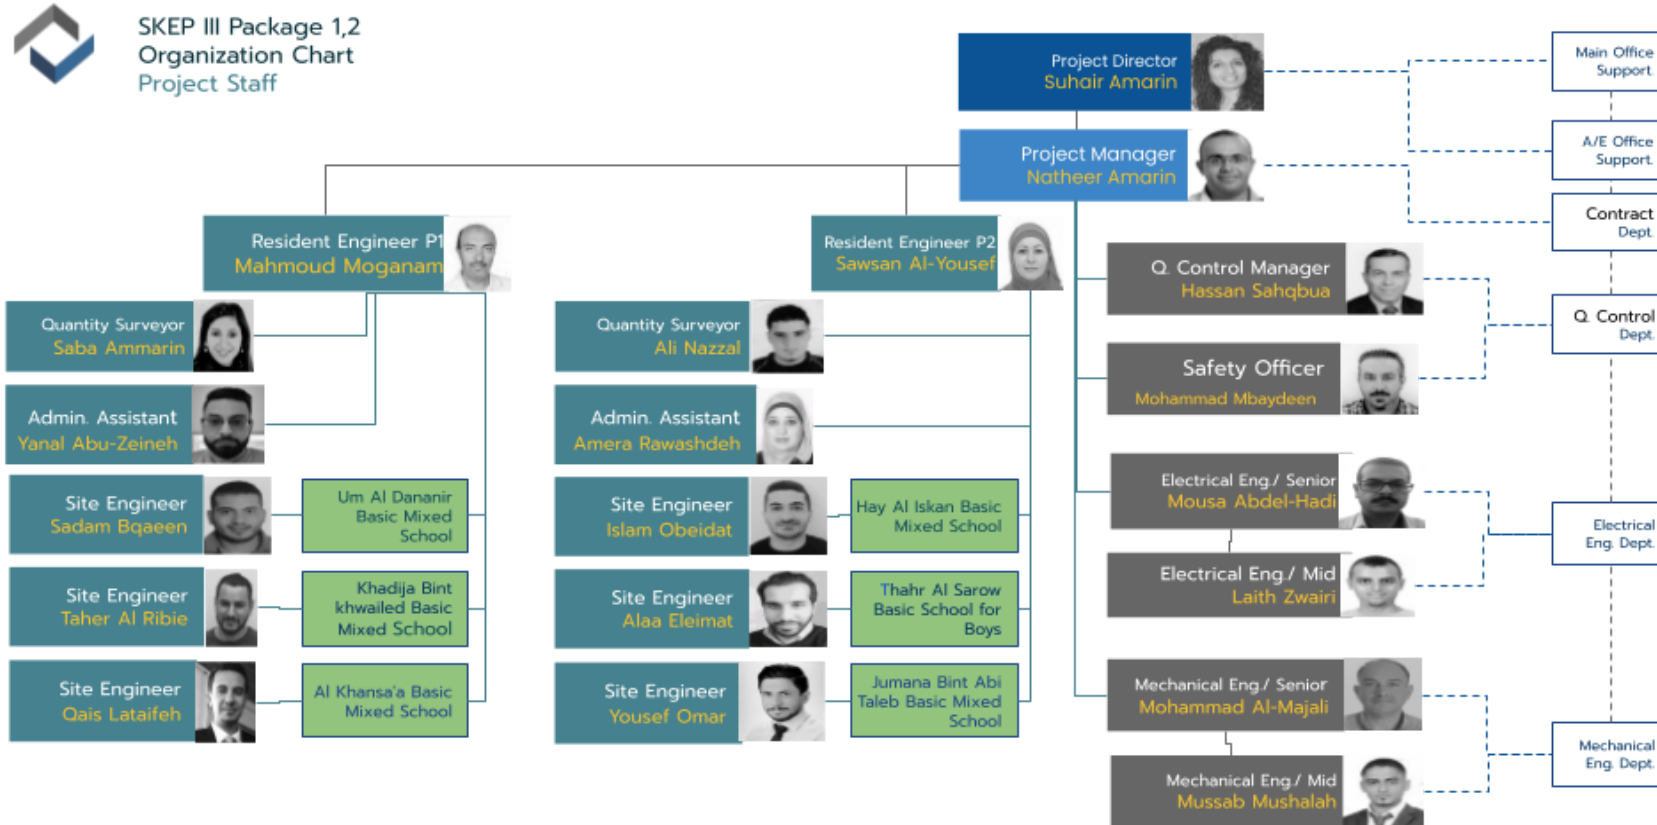 SKEP III Package 1,2
Organization Chart
Project Staff
Project Director
Suhair Amarin
Project Manager
Natheer Amarin
Main Office
Support
A/E Office
Support
Contract
Dept.
Q. Control
Dept.
Electrical
Eng. Dept.
Mechanical
Eng. Dept.
Resident Engineer P1
Mahmoud Moganam
Quantity Surveyor
Saba Ammarin
Admin. Assistant
Yanal Abu-Zeineh
Site Engineer
Sadam Bqaeen
Um Al Dananir
Basic Mixed
School
Site Engineer
Taher Al Ribie
Khadija Bint
khwailed Basic
Mixed School
Site Engineer
Qais Lataifeh
Al Khansa'a Basic
Mixed School
Resident Engineer P2
Sawsan Al-Yousef
Quantity Surveyor
Ali Nazzal
Admin. Assistant
Amera Rawashdeh
Site Engineer
Islam Obeidat
Hay Al Iskan Basic
Mixed School
Site Engineer
Alaa Eleimat
Thahr Al Sarow
Basic School for
Boys
Site Engineer
Yousef Omar
Jumana Bint Abi
Taleb Basic Mixed
School
Q. Control Manager
Hassan Sahqbua
Safety Officer
Mohammad Mbaydeen
Electrical Eng./ Senior
Mousa Abdel-Hadi
Electrical Eng./ Mid
Laith Zwairi
Mechanical Eng./ Senior
Mohammad Al-Majali
Mechanical Eng./ Mid
Mussab Mushalah